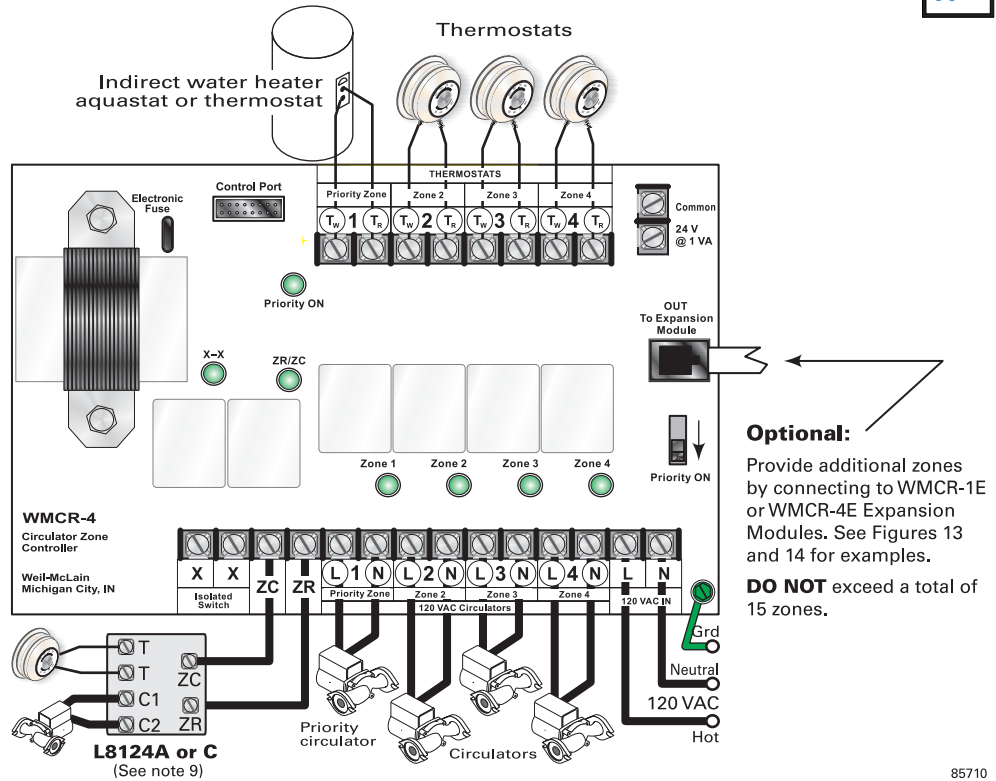 Thermostats
Indirect water heater
aquastat or thermostat
THERMOSTATS
Priority Zone Zone 2 Zone 3 Zone 4
TW 1 TR TW 2 TR TW 3 TR TW 4 TR
Electronic
Fuse
Control Port
Common
24 V
@ 1 VA
Priority ON
OUT
To Expansion
Module
X–X
ZR/ZC
Zone 1 Zone 2 Zone 3 Zone 4
Priority ON
Optional:
Provide additional zones
by connecting to WMCR-1E
or WMCR-4E Expansion
Modules. See Figures 13
and 14 for examples.
DO NOT exceed a total of
15 zones.
WMCR-4
Circulator Zone
Controller
Weil-McLain
Michigan City, IN
X X ZC ZR L 1 N L 2 N L 3 N L 4 N L N
Isolated
Switch
Priority Zone Zone 2 Zone 3 Zone 4
120 VAC Circulators
120 VAC IN
Grd
Neutral
120 VAC
Hot
T
T
C1
C2
ZC
ZR
L8124A or C
(See note 9)
Priority
circulator
Circulators
85710